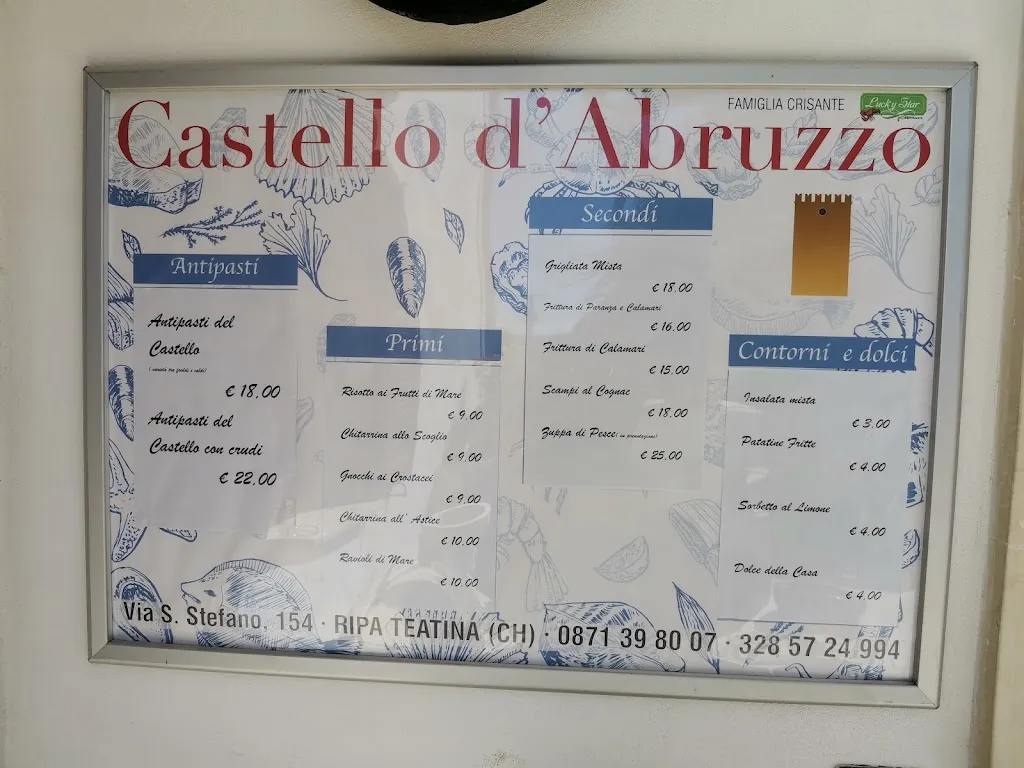 FAMIGLIA CRISANTE
Lucky Star
Castello d'Abruzzo
Antipasti
Antipasti del
Castello
€ 18,00
Antipasti del
Castello con crudi
€ 22,00
Primi
Risotto ai Frutti di Mare
€ 9,00
Chitarrina allo Scoglio
€ 9,00
Gnocchi ai Crostacei
€ 9,00
Chitarrina all' Astice
€ 10,00
Ravioli di Mare
€ 10,00
Secondi
Grigliata Mista
€ 18,00
Frittura di Paranza e Calamari
€ 16,00
Frittura di Calamari
€ 15,00
Scampi al Cognac
€ 18,00
Zuppa di Pesce (su prenotazione)
€ 25,00
Contorni e dolci
Insalata mista
€ 3,00
Patatine Fritte
€ 4,00
Sorbetto al Limone
€ 4,00
Dolce della Casa
€ 4,00
Via S. Stefano, 154 · RIPA TEATINA (CH) · 0871 39 80 07 · 328 57 24 994